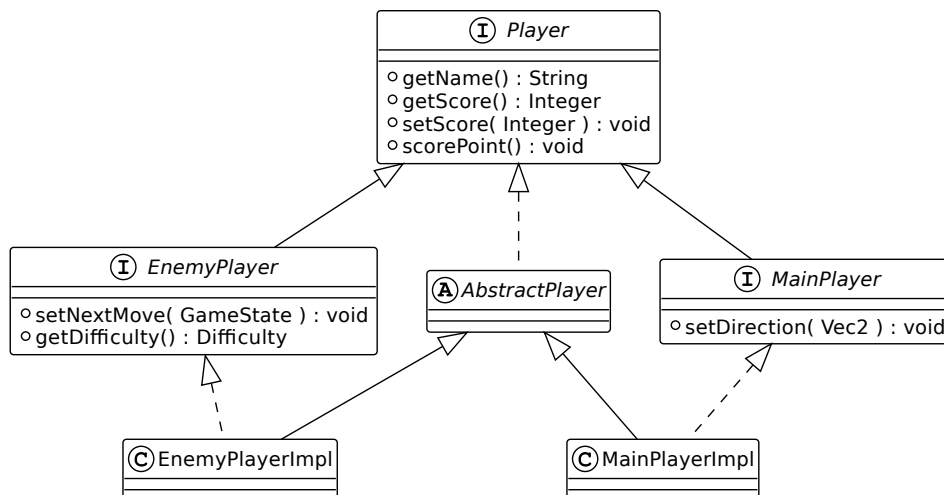 I Player
getName() : String
getScore() : Integer
setScore( Integer ) : void
scorePoint() : void
I EnemyPlayer
setNextMove( GameState ) : void
getDifficulty() : Difficulty
A AbstractPlayer
I MainPlayer
setDirection( Vec2 ) : void
C EnemyPlayerImpl
C MainPlayerImpl